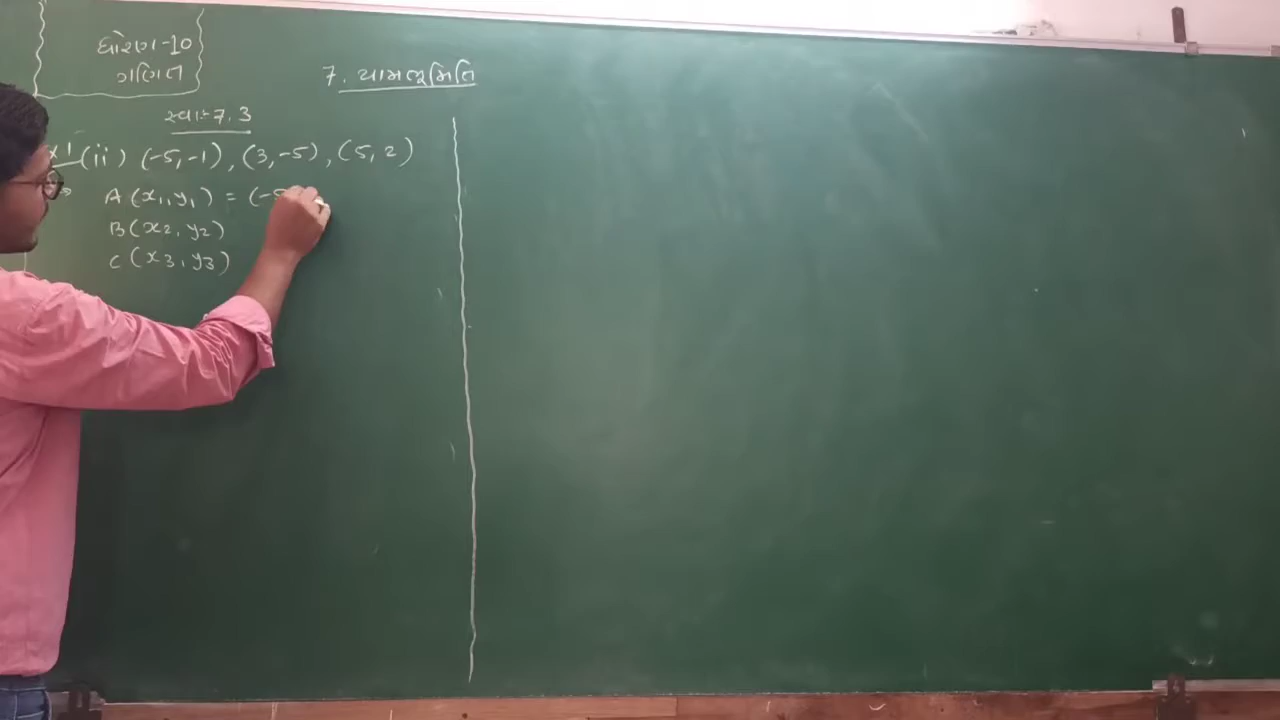 ધોરણ-10
ગણિત
7. યામભૂમિતિ
સ્વા:-7.3
(ii) (-5,-1), (3,-5), (5,2)
A(x₁,y₁) = (-5
B(x₂,y₂)
C(x₃,y₃)